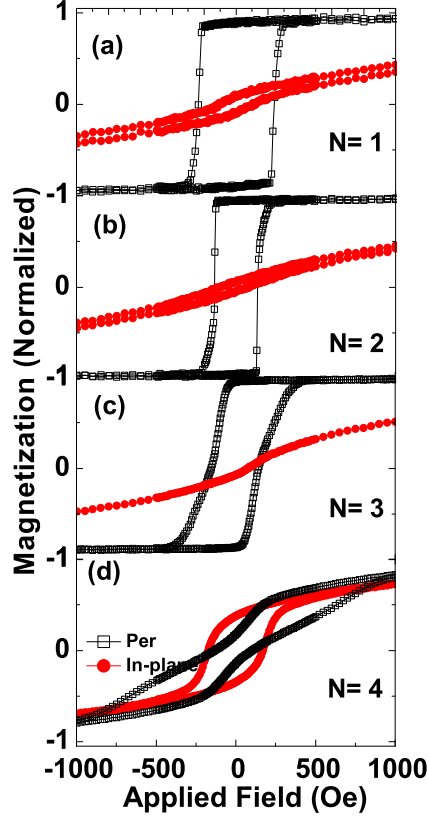 Magnetization (Normalized)
1
(a)
0
N= 1
-1
(b)
0
N= 2
-1
(c)
0
N= 3
-1
(d)
Per
0
In-plane
N= 4
-1
-1000 -500 0 500 1000
Applied Field (Oe)